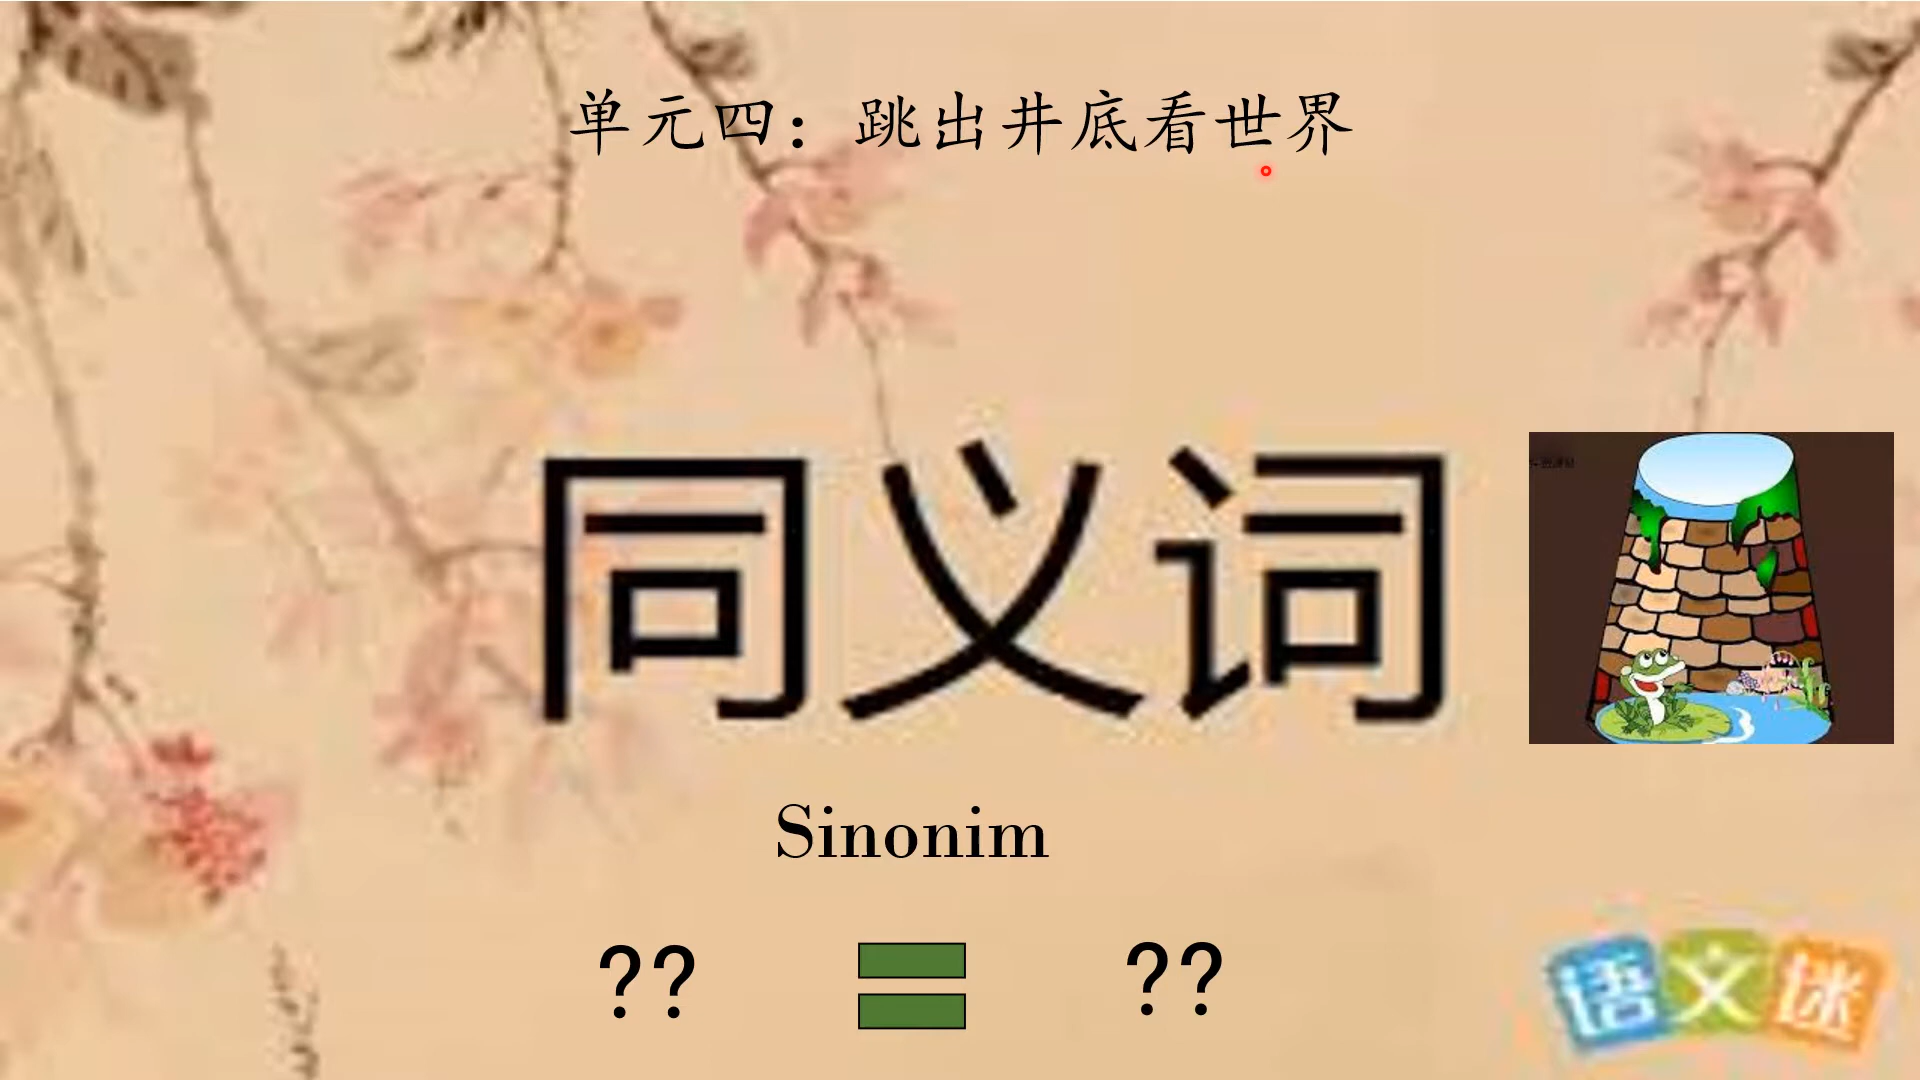 单元四：跳出井底看世界
同义词
Sinonim
?? ??
语文迷